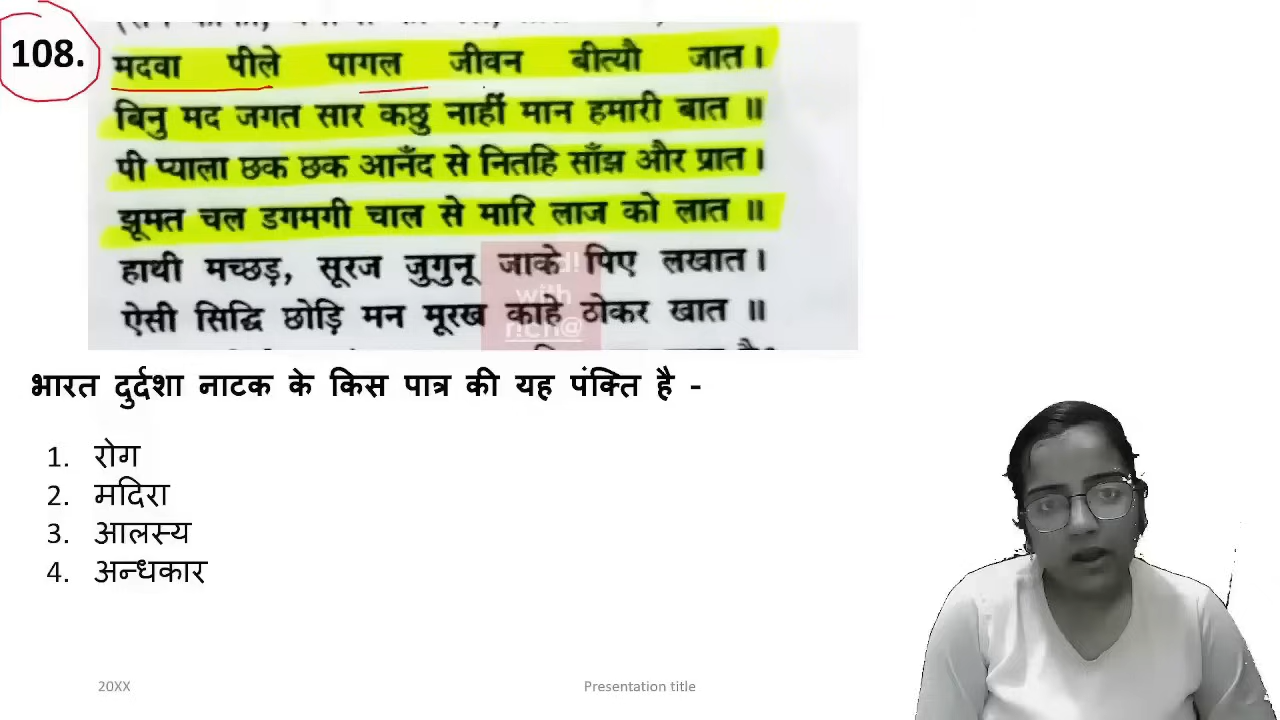 108.
मदवा पीले पागल जीवन बीत्यौ जात।
बिनु मद जगत सार कछु नाहीं मान हमारी बात ॥
पी प्याला छक छक आनँद से नितहि साँझ और प्रात।
झूमत चल डगमगी चाल से मारि लाज को लात ॥
हाथी मच्छड़, सूरज जुगुनू जाके पिए लखात।
ऐसी सिद्धि छोड़ि मन मूरख काहे ठोकर खात ॥
with
rich@
भारत दुर्दशा नाटक के किस पात्र की यह पंक्ति है -
1. रोग
2. मदिरा
3. आलस्य
4. अन्धकार
20XX
Presentation title